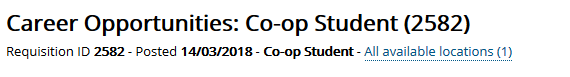 Career Opportunities: Co-op Student (2582)
Requisition ID 2582 - Posted 14/03/2018 - Co-op Student - All available locations (1)